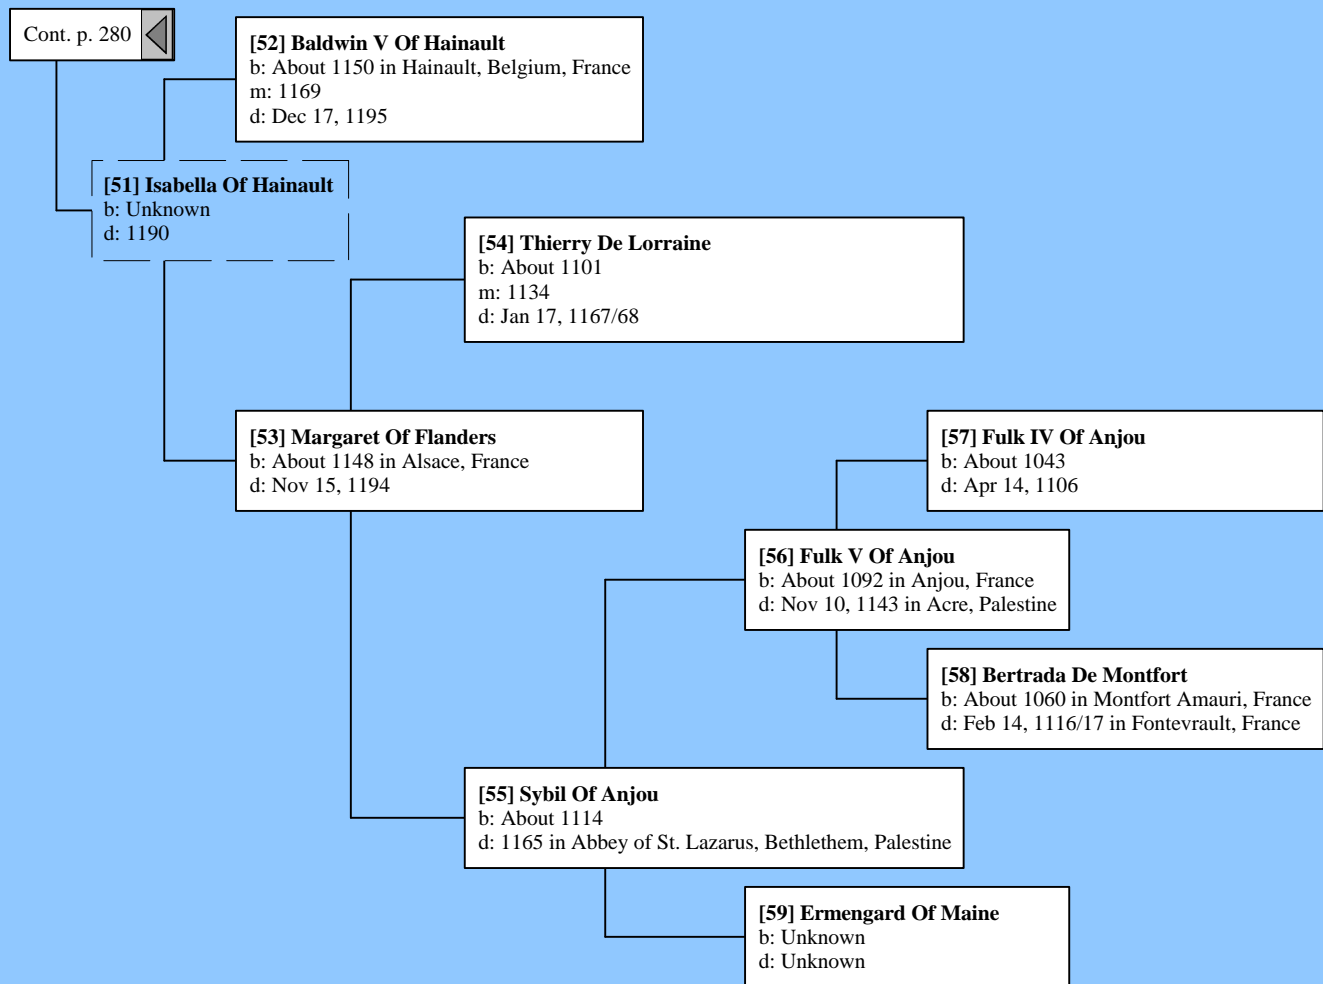 Cont. p. 280
[52] Baldwin V Of Hainault
b: About 1150 in Hainault, Belgium, France
m: 1169
d: Dec 17, 1195
[51] Isabella Of Hainault
b: Unknown
d: 1190
[54] Thierry De Lorraine
b: About 1101
m: 1134
d: Jan 17, 1167/68
[53] Margaret Of Flanders
b: About 1148 in Alsace, France
d: Nov 15, 1194
[57] Fulk IV Of Anjou
b: About 1043
d: Apr 14, 1106
[56] Fulk V Of Anjou
b: About 1092 in Anjou, France
d: Nov 10, 1143 in Acre, Palestine
[58] Bertrada De Montfort
b: About 1060 in Montfort Amauri, France
d: Feb 14, 1116/17 in Fontevrault, France
[55] Sybil Of Anjou
b: About 1114
d: 1165 in Abbey of St. Lazarus, Bethlethem, Palestine
[59] Ermengard Of Maine
b: Unknown
d: Unknown